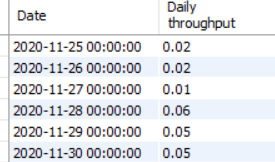 Date Daily
throughput
2020-11-25 00:00:00 0.02
2020-11-26 00:00:00 0.02
2020-11-27 00:00:00 0.01
2020-11-28 00:00:00 0.06
2020-11-29 00:00:00 0.05
2020-11-30 00:00:00 0.05